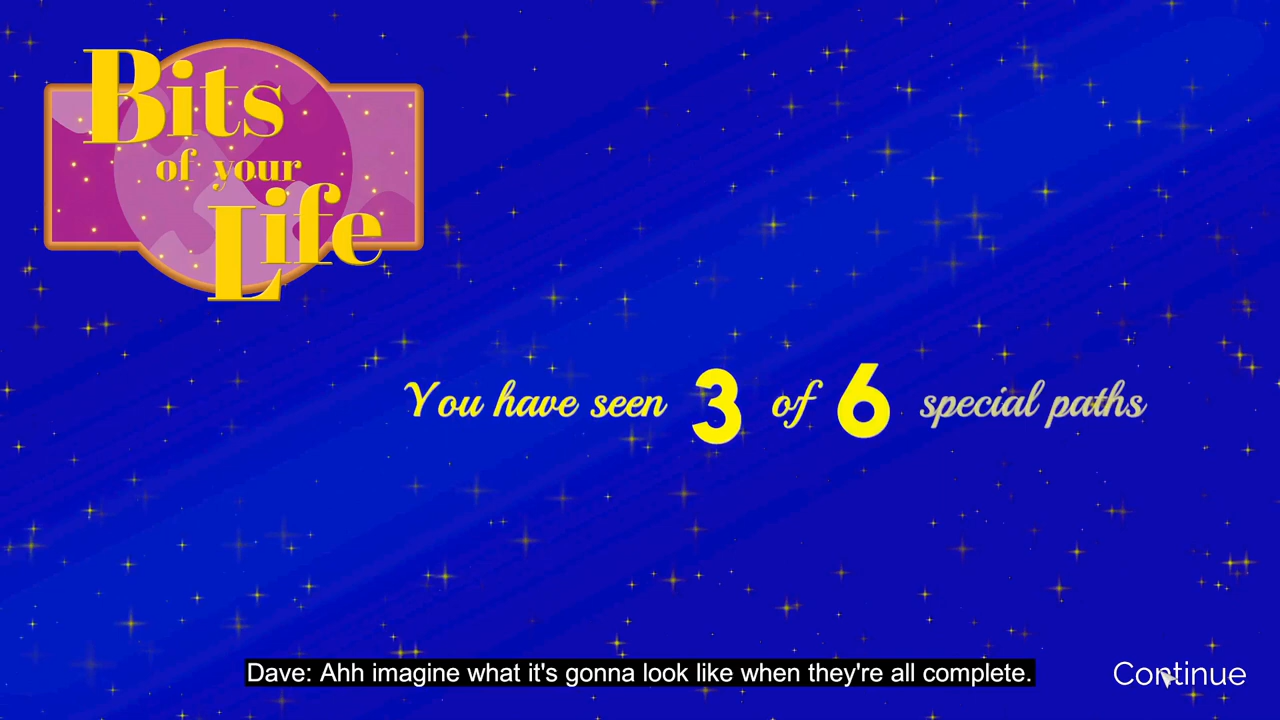 Bits
of your
Life
You have seen 3 of 6 special paths
Dave: Ahh imagine what it's gonna look like when they're all complete.
Continue